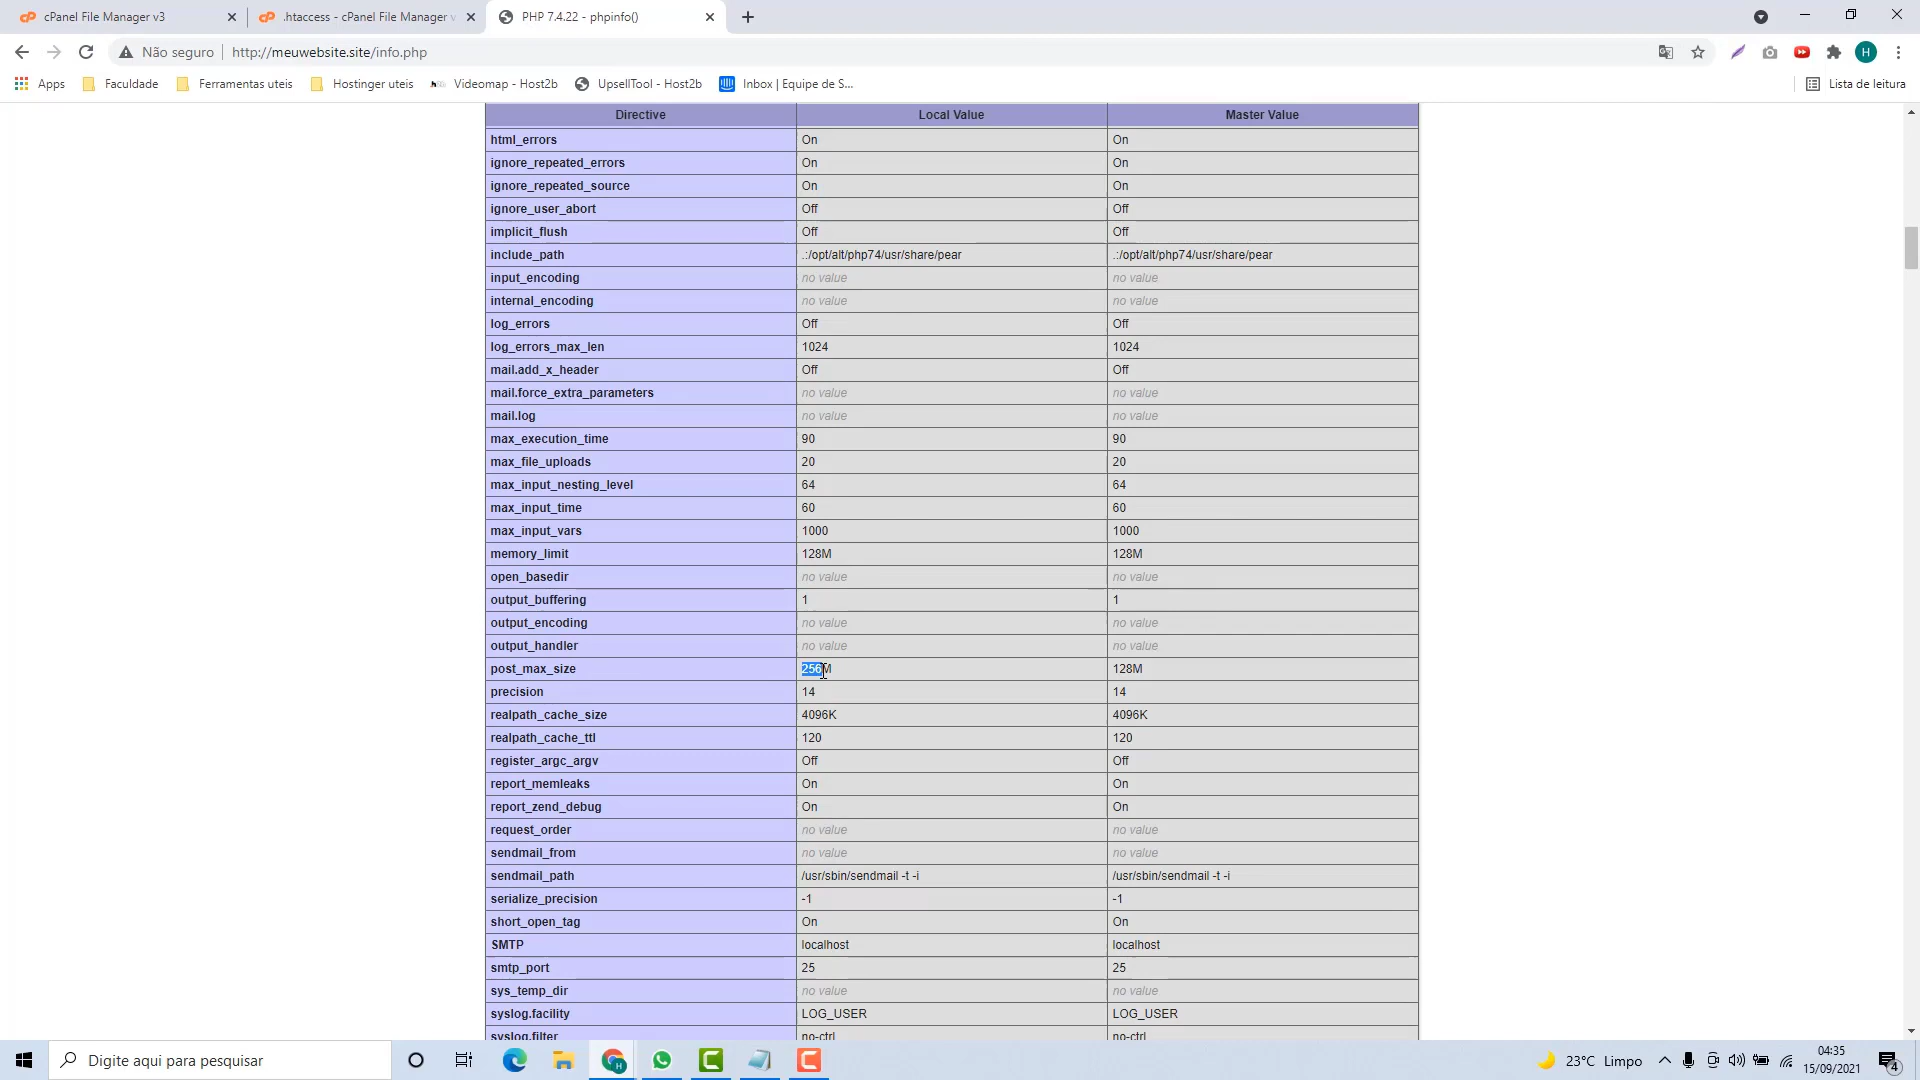 cPanel File Manager v3
.htaccess - cPanel File Manager v
PHP 7.4.22 - phpinfo()
Não seguro
http://meuwebsite.site/info.php
Apps
Faculdade
Ferramentas uteis
Hostinger uteis
Videomap - Host2b
UpsellTool - Host2b
Inbox | Equipe de S...
Lista de leitura
H
Directive Local Value Master Value
html_errors On On
ignore_repeated_errors On On
ignore_repeated_source On On
ignore_user_abort Off Off
implicit_flush Off Off
include_path .:/opt/alt/php74/usr/share/pear .:/opt/alt/php74/usr/share/pear
input_encoding no value no value
internal_encoding no value no value
log_errors Off Off
log_errors_max_len 1024 1024
mail.add_x_header Off Off
mail.force_extra_parameters no value no value
mail.log no value no value
max_execution_time 90 90
max_file_uploads 20 20
max_input_nesting_level 64 64
max_input_time 60 60
max_input_vars 1000 1000
memory_limit 128M 128M
open_basedir no value no value
output_buffering 1 1
output_encoding no value no value
output_handler no value no value
post_max_size 256M 128M
precision 14 14
realpath_cache_size 4096K 4096K
realpath_cache_ttl 120 120
register_argc_argv Off Off
report_memleaks On On
report_zend_debug On On
request_order no value no value
sendmail_from no value no value
sendmail_path /usr/sbin/sendmail -t -i /usr/sbin/sendmail -t -i
serialize_precision -1 -1
short_open_tag On On
SMTP localhost localhost
smtp_port 25 25
sys_temp_dir no value no value
syslog.facility LOG_USER LOG_USER
syslog.filter no-ctrl no-ctrl
Digite aqui para pesquisar
23°C Limpo
04:35
15/09/2021
4